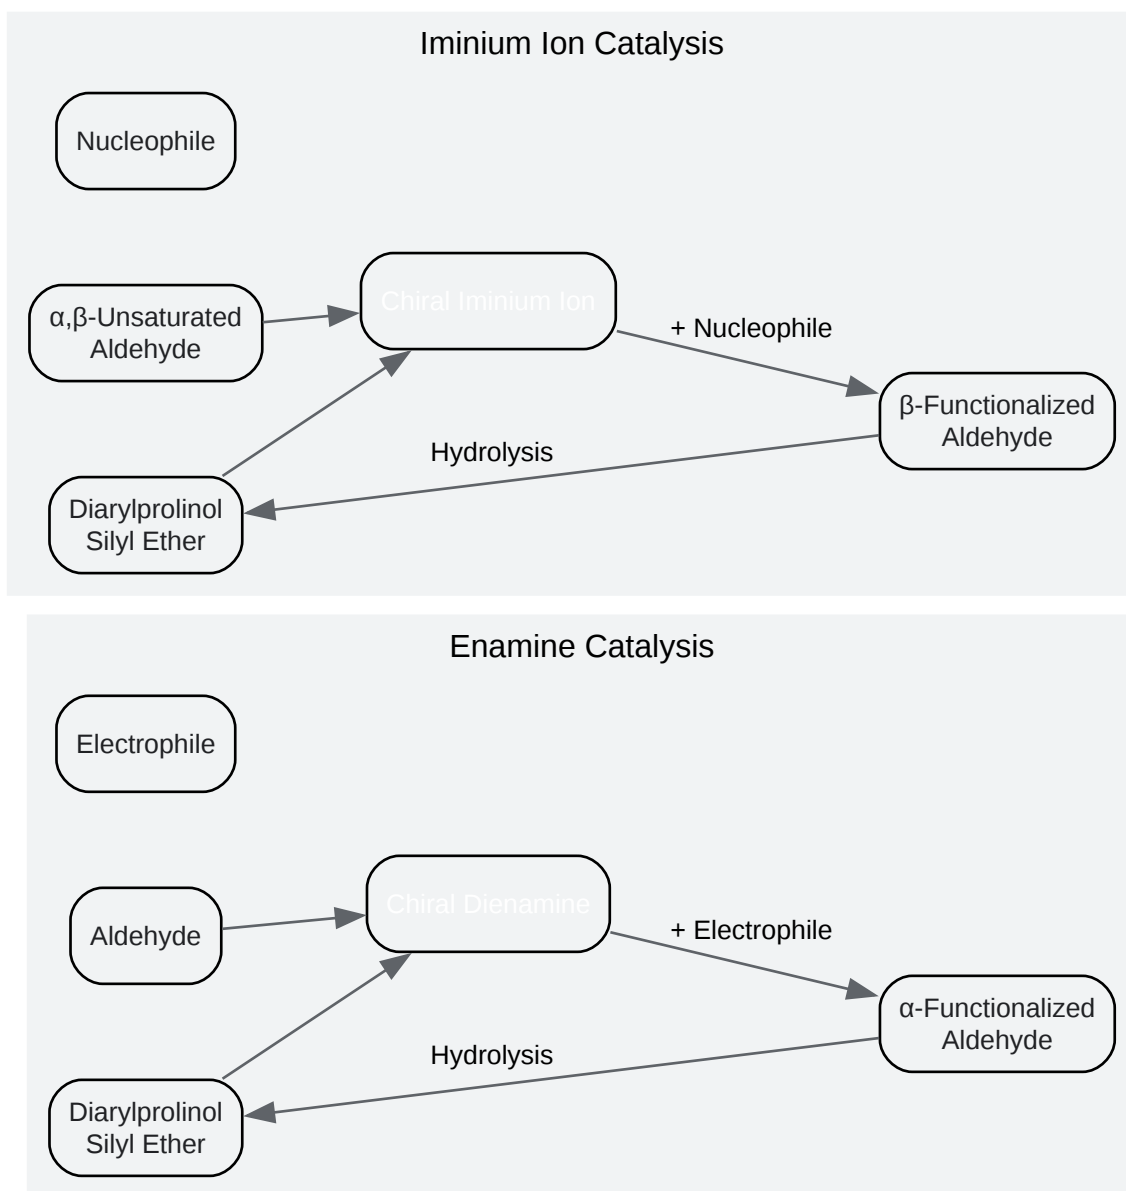 Iminium Ion Catalysis
Nucleophile
Chiral Iminium Ion
α,β-Unsaturated
Aldehyde
+ Nucleophile
β-Functionalized
Aldehyde
Hydrolysis
Diarylprolinol
Silyl Ether
Enamine Catalysis
Electrophile
Chiral Dienamine
Aldehyde
+ Electrophile
α-Functionalized
Aldehyde
Hydrolysis
Diarylprolinol
Silyl Ether